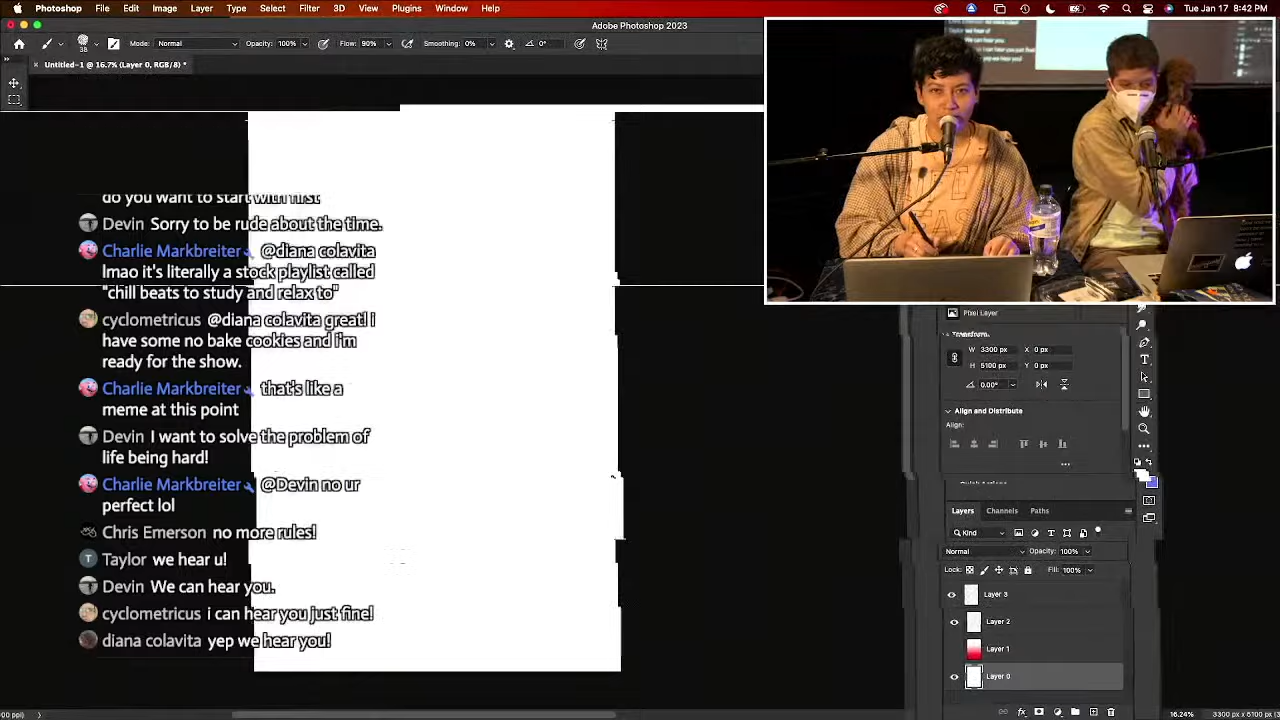 Photoshop File Edit Image Layer Type Select Filter 3D View Plugins Window Help Tue Jan 17 8:42 PM
Adobe Photoshop 2023
38 Mode: Normal Opacity: 100% Flow: 90% Smoothing: 0% 0°
Untitled-1 @ 16.7% (Layer 0, RGB/8) *
do you want to start with first
Devin Sorry to be rude about the time.
Charlie Markbreiter @diana colavita
lmao it's literally a stock playlist called
"chill beats to study and relax to"
cyclometricus @diana colavita great! i
have some no bake cookies and i'm
ready for the show.
Charlie Markbreiter that's like a
meme at this point
Devin I want to solve the problem of
life being hard!
Charlie Markbreiter @Devin no ur
perfect lol
Chris Emerson no more rules!
T Taylor we hear u!
Devin We can hear you.
cyclometricus i can hear you just fine!
diana colavita yep we hear you!
Pixel Layer
Transform
W 3300 px X 0 px
H 5100 px Y 0 px
0.00°
Align and Distribute
Align:
Quick Actions
Layers Channels Paths
Kind
Normal Opacity: 100%
Lock: Fill: 100%
Layer 3
Layer 2
Layer 1
Layer 0
00 ppi) 16.24% 3300 px x 5100 px (3